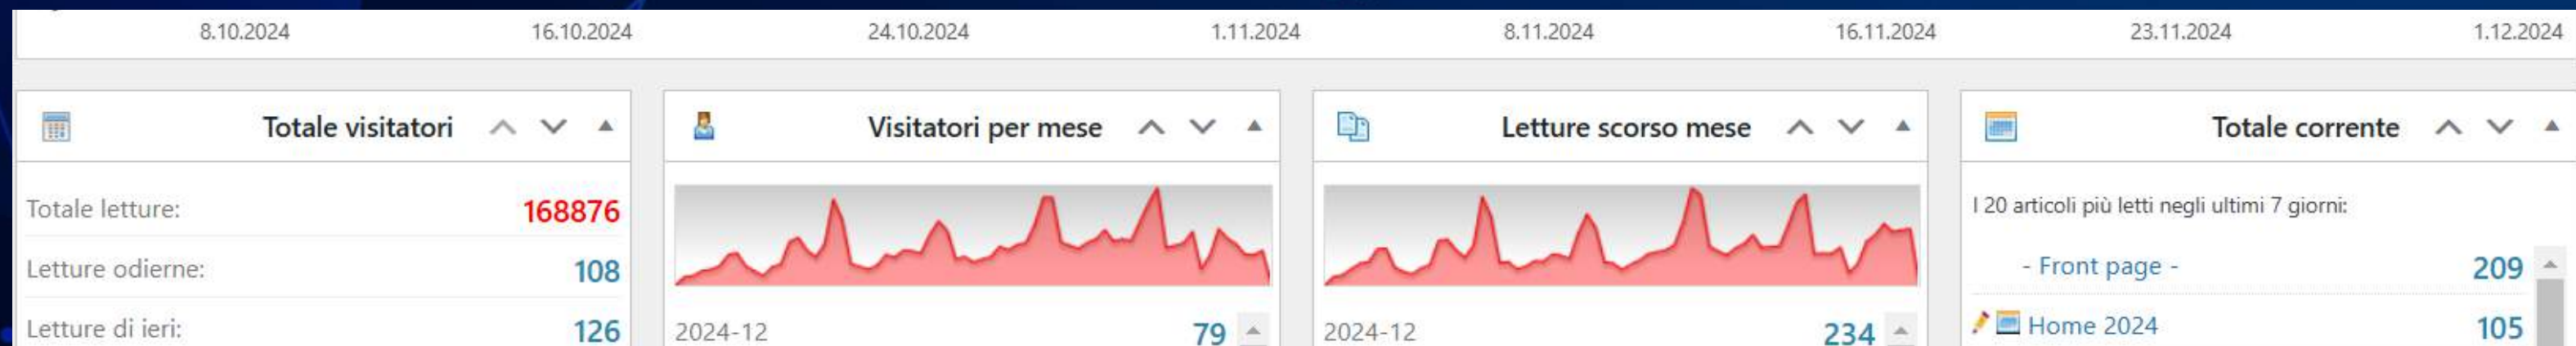 8.10.2024 16.10.2024 24.10.2024 1.11.2024 8.11.2024 16.11.2024 23.11.2024 1.12.2024
Totale visitatori
Totale letture: 168876
Letture odierne: 108
Letture di ieri: 126
Visitatori per mese
2024-12 79
Letture scorso mese
2024-12 234
Totale corrente
I 20 articoli più letti negli ultimi 7 giorni:
- Front page - 209
Home 2024 105